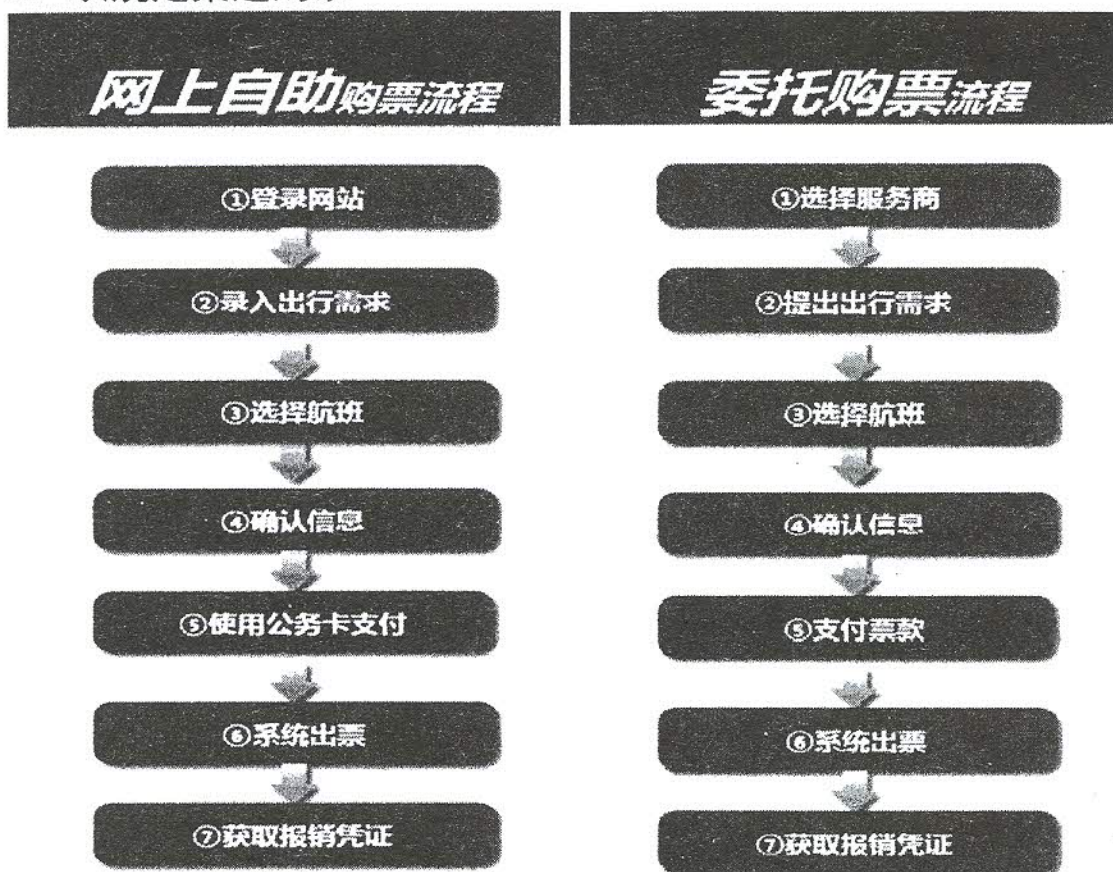 网上自助购票流程
①登录网站
②录入出行需求
③选择航班
④确认信息
⑤使用公务卡支付
⑥系统出票
⑦获取报销凭证
委托购票流程
①选择服务商
②提出出行需求
③选择航班
④确认信息
⑤支付票款
⑥系统出票
⑦获取报销凭证